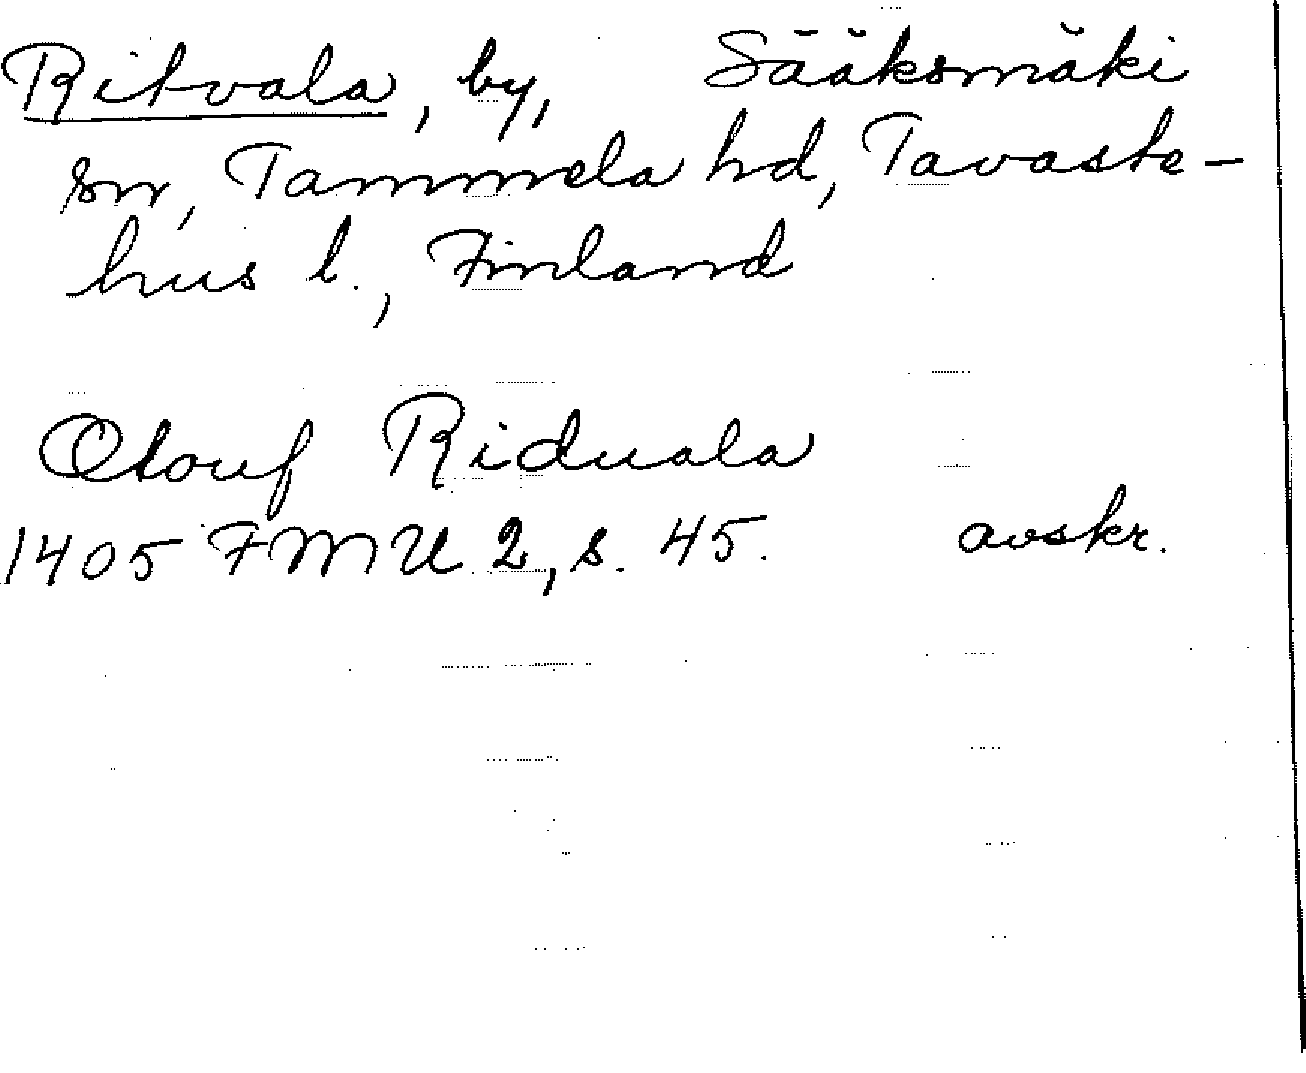 Ritvala, by, Sääksmäki
sn, Tammela hd, Tavaste-
hus l., Finland
Olouf Riduala
1405 FMU 2, s. 45. avskr.